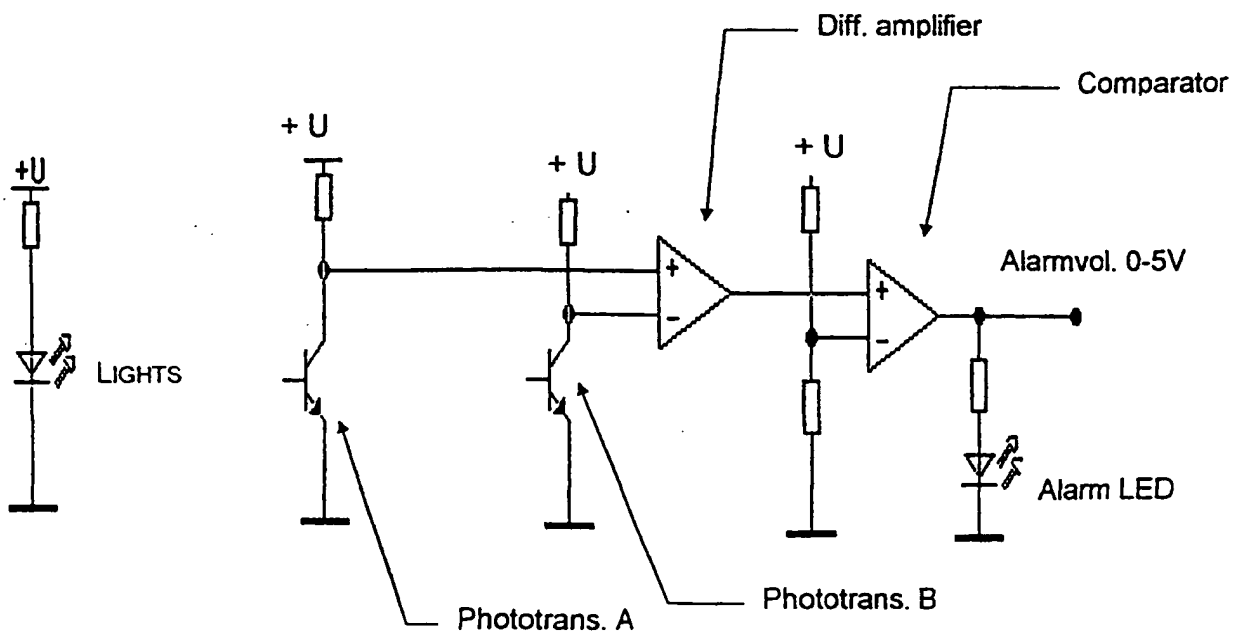 Diff. amplifier
Comparator
+ U
+ U
+ U
+U
+
-
+
-
Alarmvol. 0-5V
LIGHTS
Alarm LED
Phototrans. B
Phototrans. A